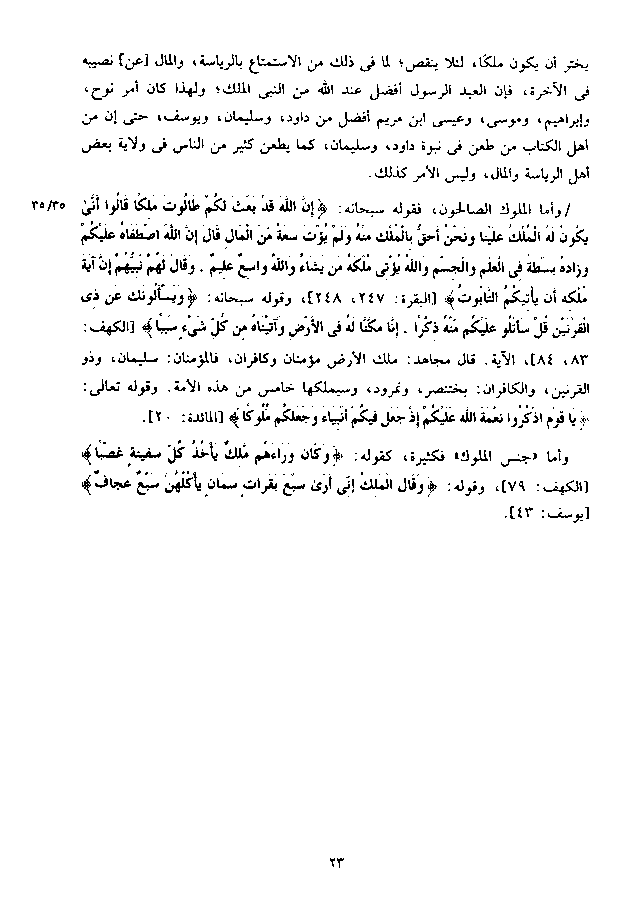 يختر أن يكون ملكًا، لئلا ينقص؛ لما فى ذلك من الاستمتاع بالرياسة، والمال [عن] نصيبه
فى الآخرة، فإن العبد الرسول أفضل عند الله من النبى الملك؛ ولهذا كان أمر نوح،
وإبراهيم، وموسى، وعيسى ابن مريم أفضل من داود، وسليمان، ويوسف، حتى إن من
أهل الكتاب من طعن فى نبوة داود، وسليمان، كما يطعن كثير من الناس فى ولاية بعض
أهل الرياسة والمال، وليس الأمر كذلك.
/وأما الملوك الصالحون، فقوله سبحانه: ﴿إِنَّ اللَّهَ قَدْ بَعَثَ لَكُمْ طَالُوتَ مَلِكًا قَالُوا أَنَّىٰ ٣٥/٣٥
يَكُونُ لَهُ الْمُلْكُ عَلَيْنَا وَنَحْنُ أَحَقُّ بِالْمُلْكِ مِنْهُ وَلَمْ يُؤْتَ سَعَةً مِّنَ الْمَالِ قَالَ إِنَّ اللَّهَ اصْطَفَاهُ عَلَيْكُمْ
وَزَادَهُ بَسْطَةً فِي الْعِلْمِ وَالْجِسْمِ وَاللَّهُ يُؤْتِي مُلْكَهُ مَن يَشَاءُ وَاللَّهُ وَاسِعٌ عَلِيمٌ . وَقَالَ لَهُمْ نَبِيُّهُمْ إِنَّ آيَةَ
مُلْكِهِ أَن يَأْتِيَكُمُ التَّابُوتُ﴾ [البقرة: ٢٤٧، ٢٤٨]، وقوله سبحانه: ﴿وَيَسْأَلُونَكَ عَن ذِي
الْقَرْنَيْنِ قُلْ سَأَتْلُو عَلَيْكُم مِّنْهُ ذِكْرًا . إِنَّا مَكَّنَّا لَهُ فِي الْأَرْضِ وَآتَيْنَاهُ مِن كُلِّ شَيْءٍ سَبَبًا﴾ [الكهف:
٨٣، ٨٤]، الآية. قال مجاهد: ملك الأرض مؤمنان وكافران، فالمؤمنان: سليمان، وذو
القرنين، والكافران: بختنصر، ونمرود، وسيملكها خامس من هذه الأمة. وقوله تعالى:
﴿يَا قَوْمِ اذْكُرُوا نِعْمَةَ اللَّهِ عَلَيْكُمْ إِذْ جَعَلَ فِيكُمْ أَنبِيَاءَ وَجَعَلَكُم مُّلُوكًا﴾ [المائدة: ٢٠].
وأما «جنس الملوك» فكثيرة، كقوله: ﴿وَكَانَ وَرَاءَهُم مَّلِكٌ يَأْخُذُ كُلَّ سَفِينَةٍ غَصْبًا﴾
[الكهف: ٧٩]، وقوله: ﴿وَقَالَ الْمَلِكُ إِنِّي أَرَىٰ سَبْعَ بَقَرَاتٍ سِمَانٍ يَأْكُلُهُنَّ سَبْعٌ عِجَافٌ﴾
[يوسف: ٤٣].
٢٣